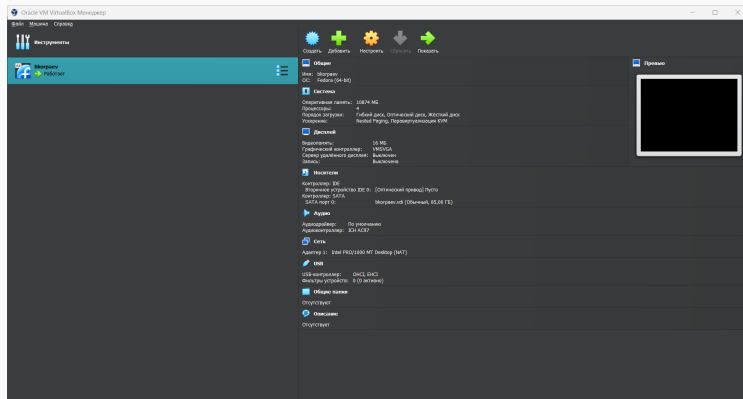 Oracle VM VirtualBox Менеджер
Файл Машина Справка
Инструменты
bkorpaev
Работает
Создать Добавить Настроить Сбросить Показать
Общие
Имя: bkorpaev
ОС: Fedora (64-bit)
Система
Оперативная память: 10874 МБ
Процессоры: 4
Порядок загрузки: Гибкий диск, Оптический диск, Жёсткий диск
Ускорение: Nested Paging, Паравиртуализация KVM
Дисплей
Видеопамять: 16 МБ
Графический контроллер: VMSVGA
Сервер удалённого дисплея: Выключен
Запись: Выключена
Носители
Контроллер: IDE
Вторичное устройство IDE 0: [Оптический привод] Пусто
Контроллер: SATA
SATA порт 0: bkorpaev.vdi (Обычный, 85,00 ГБ)
Аудио
Аудиодрайвер: По умолчанию
Аудиоконтроллер: ICH AC97
Сеть
Адаптер 1: Intel PRO/1000 MT Desktop (NAT)
USB
USB-контроллер: OHCI, EHCI
Фильтры устройств: 0 (0 активно)
Общие папки
Отсутствуют
Описание
Отсутствует
Превью